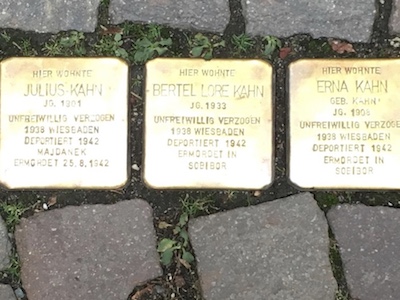 HIER WOHNTE
JULIUS KAHN
JG. 1901
UNFREIWILLIG VERZOGEN
1938 WIESBADEN
DEPORTIERT 1942
MAJDANEK
ERMORDET 25.8.1942
HIER WOHNTE
BERTEL LORE KAHN
JG. 1933
UNFREIWILLIG VERZOGEN
1938 WIESBADEN
DEPORTIERT 1942
ERMORDET IN
SOBIBOR
HIER WOHNTE
ERNA KAHN
GEB. KAHN
JG.
UNFREIWILLIG VERZOGEN
1938 WIESBADEN
DEPORTIERT 1942
ERMORDET IN
SOBIBOR